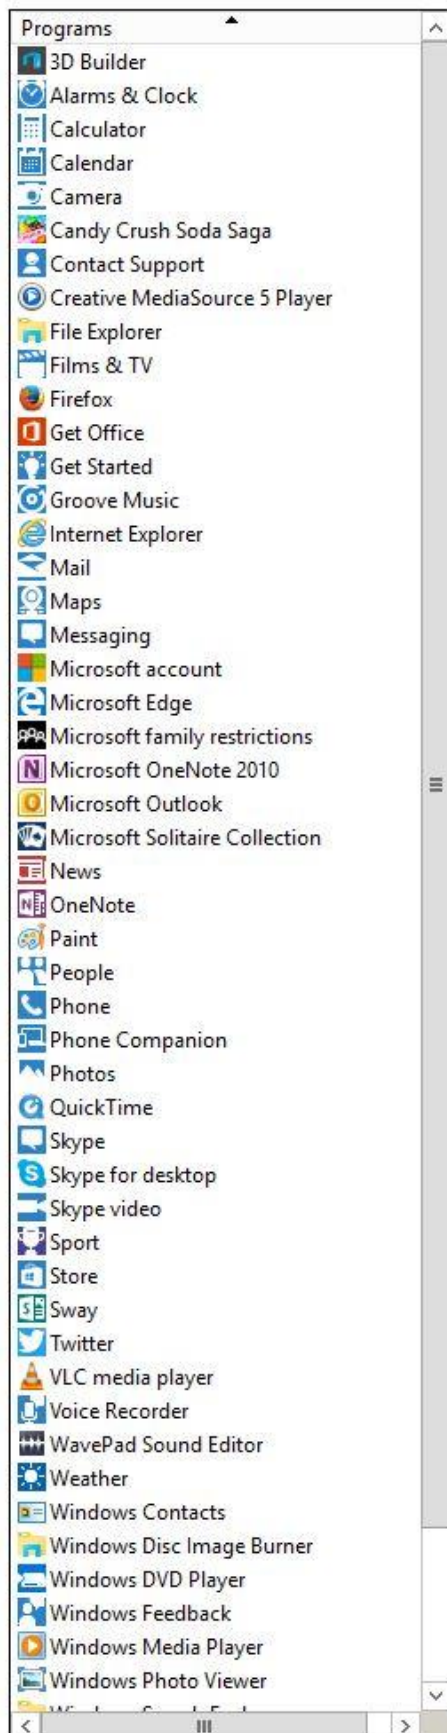 Programs
3D Builder
Alarms & Clock
Calculator
Calendar
Camera
Candy Crush Soda Saga
Contact Support
Creative MediaSource 5 Player
File Explorer
Films & TV
Firefox
Get Office
Get Started
Groove Music
Internet Explorer
Mail
Maps
Messaging
Microsoft account
Microsoft Edge
Microsoft family restrictions
Microsoft OneNote 2010
Microsoft Outlook
Microsoft Solitaire Collection
News
OneNote
Paint
People
Phone
Phone Companion
Photos
QuickTime
Skype
Skype for desktop
Skype video
Sport
Store
Sway
Twitter
VLC media player
Voice Recorder
WavePad Sound Editor
Weather
Windows Contacts
Windows Disc Image Burner
Windows DVD Player
Windows Feedback
Windows Media Player
Windows Photo Viewer